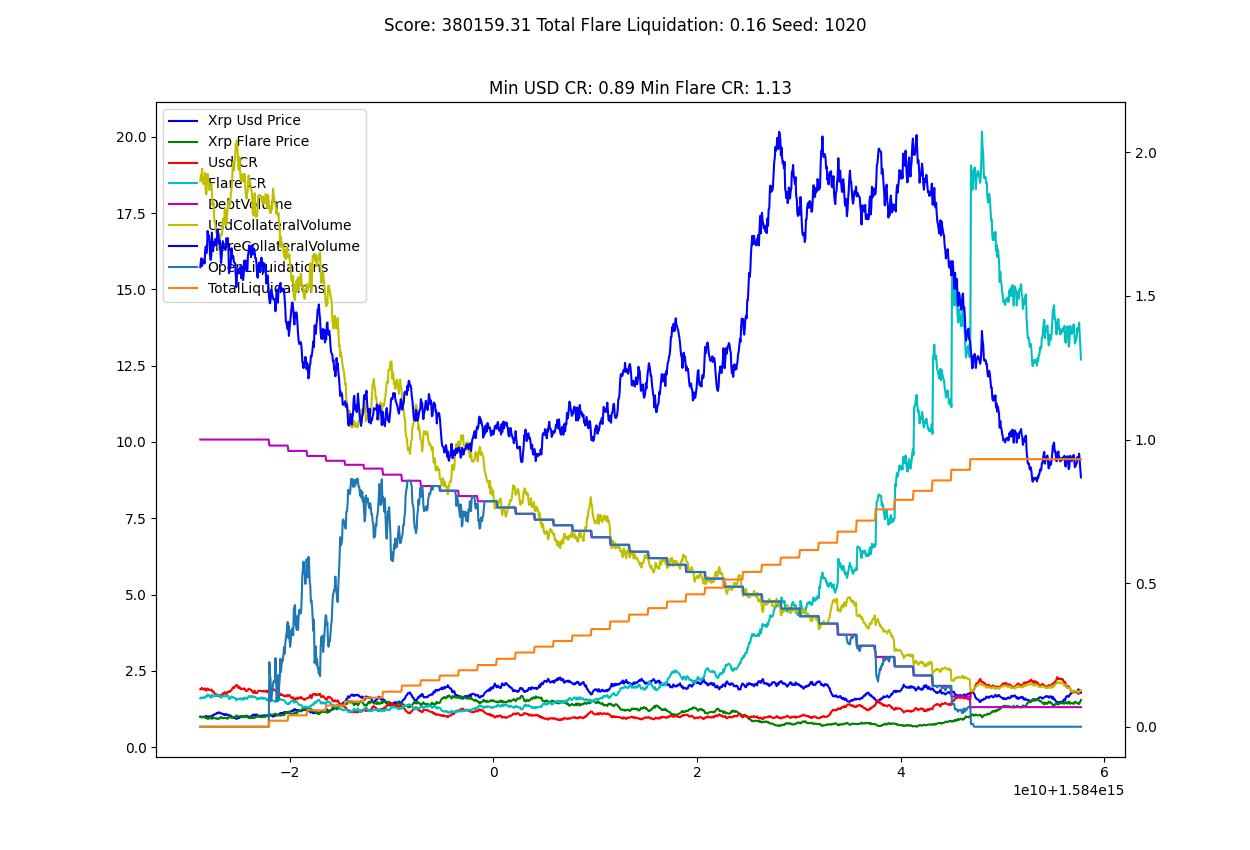 Score: 380159.31 Total Flare Liquidation: 0.16 Seed: 1020
Min USD CR: 0.89 Min Flare CR: 1.13
Xrp Usd Price
Xrp Flare Price
Usd CR
Flare CR
DebtVolume
UsdCollateralVolume
FlareCollateralVolume
OpenLiquidations
TotalLiquidations
20.0
17.5
15.0
12.5
10.0
7.5
5.0
2.5
0.0
2.0
1.5
1.0
0.5
0.0
−2
0
2
4
6
1e10+1.584e15